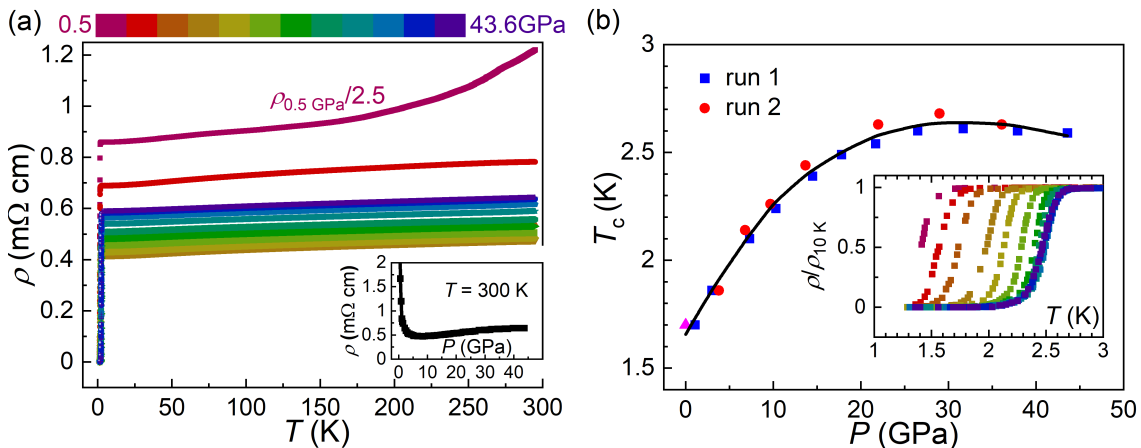 (a)
0.5
43.6GPa
1.2
1
0.8
0.6
0.4
0.2
0
ρ (mΩ cm)
ρ0.5 GPa/2.5
0 50 100 150 200 250 300
T (K)
2
1.5
1
0.5
0
ρ (mΩ cm)
T = 300 K
P (GPa)
0 10 20 30 40
(b)
3
2.5
2
1.5
Tc (K)
run 1
run 2
0 10 20 30 40 50
P (GPa)
1
0.5
0
ρ/ρ10 K
T (K)
1 1.5 2 2.5 3